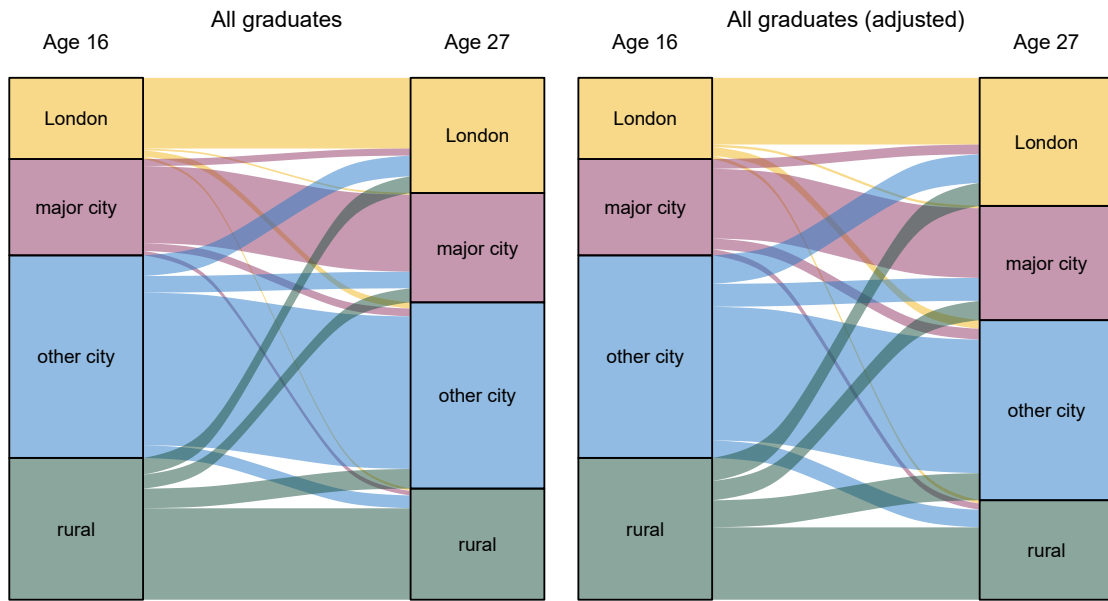 All graduates
Age 16
Age 27
London
major city
other city
rural
London
major city
other city
rural
All graduates (adjusted)
Age 16
Age 27
London
major city
other city
rural
London
major city
other city
rural